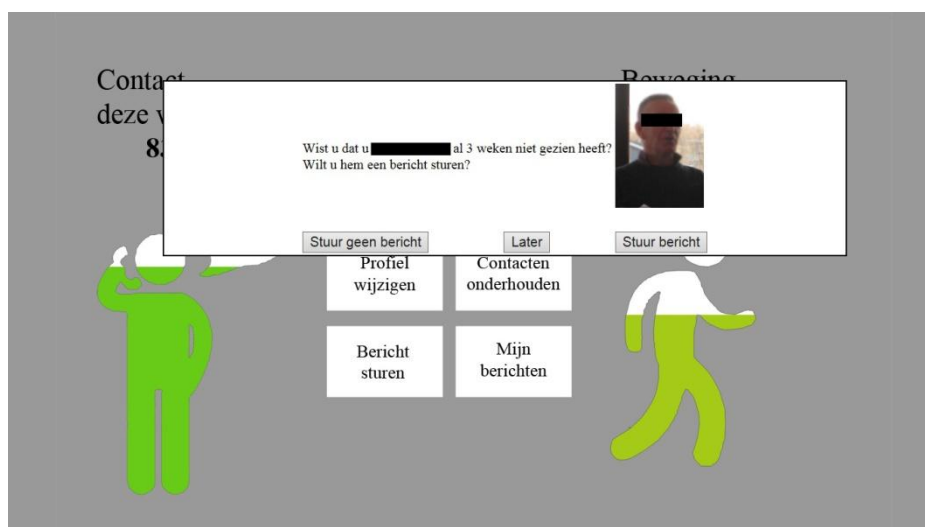 Contact
Beweging
deze
8
Wist u dat u al 3 weken niet gezien heeft?
Wilt u hem een bericht sturen?
Stuur geen bericht
Later
Stuur bericht
Profiel
wijzigen
Contacten
onderhouden
Bericht
sturen
Mijn
berichten